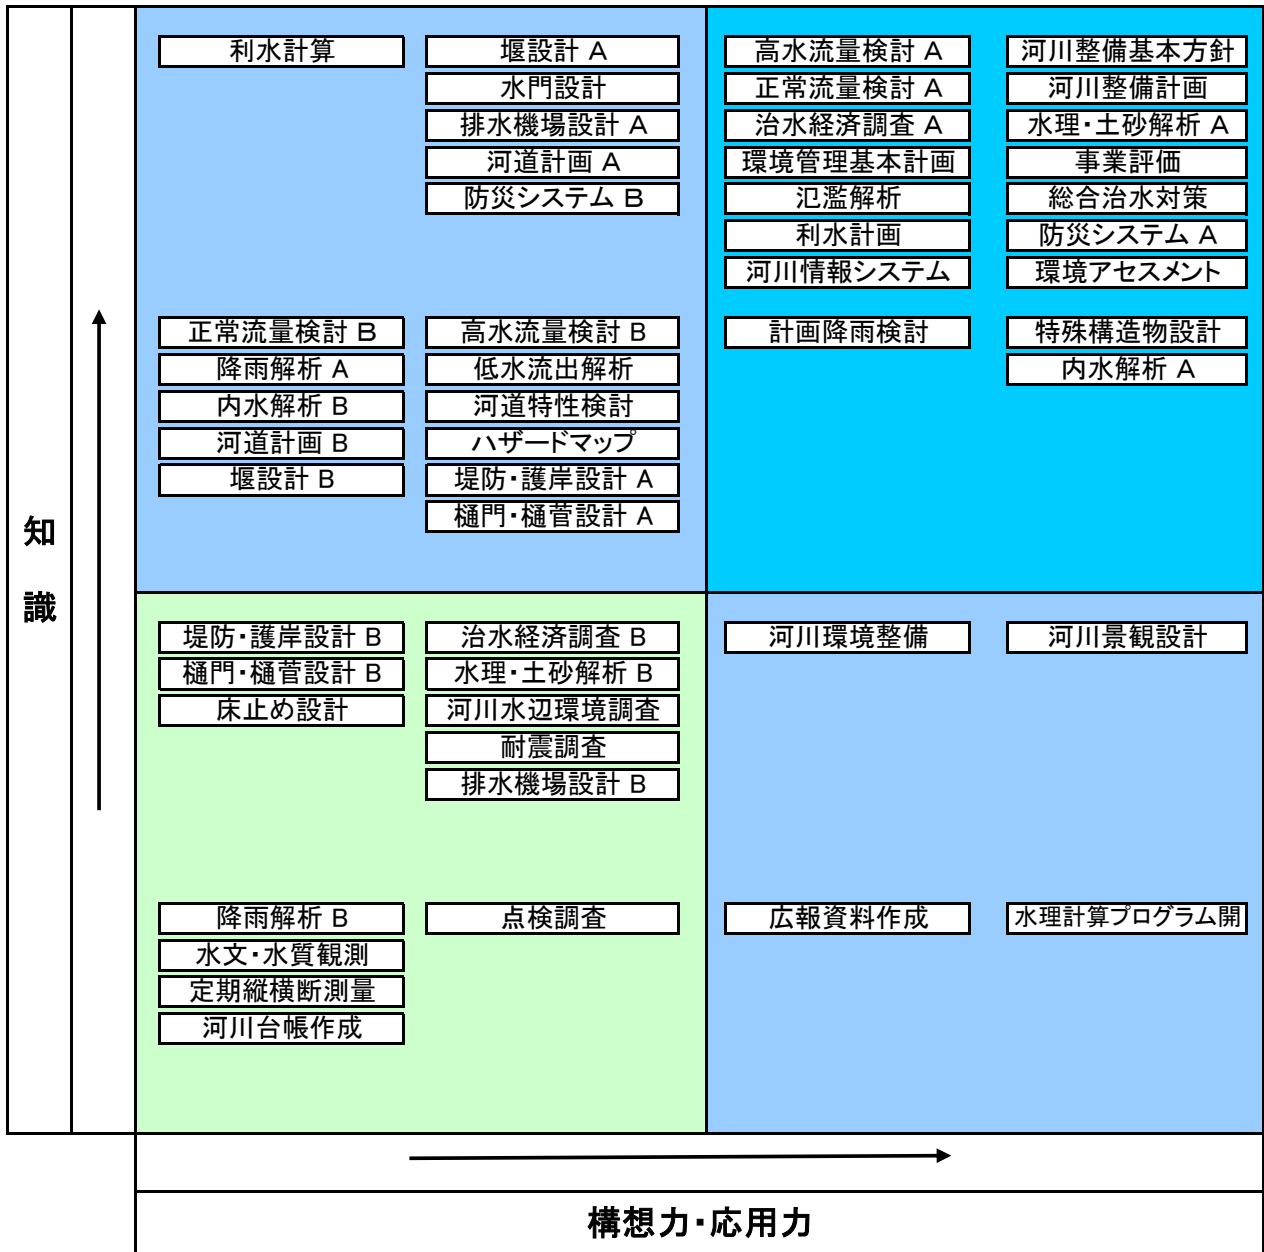 利水計算
堰設計 A
水門設計
排水機場設計 A
河道計画 A
防災システム B
高水流量検討 A
正常流量検討 A
治水経済調査 A
環境管理基本計画
氾濫解析
利水計画
河川情報システム
河川整備基本方針
河川整備計画
水理・土砂解析 A
事業評価
総合治水対策
防災システム A
環境アセスメント
正常流量検討 B
降雨解析 A
内水解析 B
河道計画 B
堰設計 B
高水流量検討 B
低水流出解析
河道特性検討
ハザードマップ
堤防・護岸設計 A
樋門・樋菅設計 A
計画降雨検討
特殊構造物設計
内水解析 A
知
識
堤防・護岸設計 B
樋門・樋菅設計 B
床止め設計
治水経済調査 B
水理・土砂解析 B
河川水辺環境調査
耐震調査
排水機場設計 B
河川環境整備
河川景観設計
降雨解析 B
水文・水質観測
定期縦横断測量
河川台帳作成
点検調査
広報資料作成
水理計算プログラム開
構想力・応用力